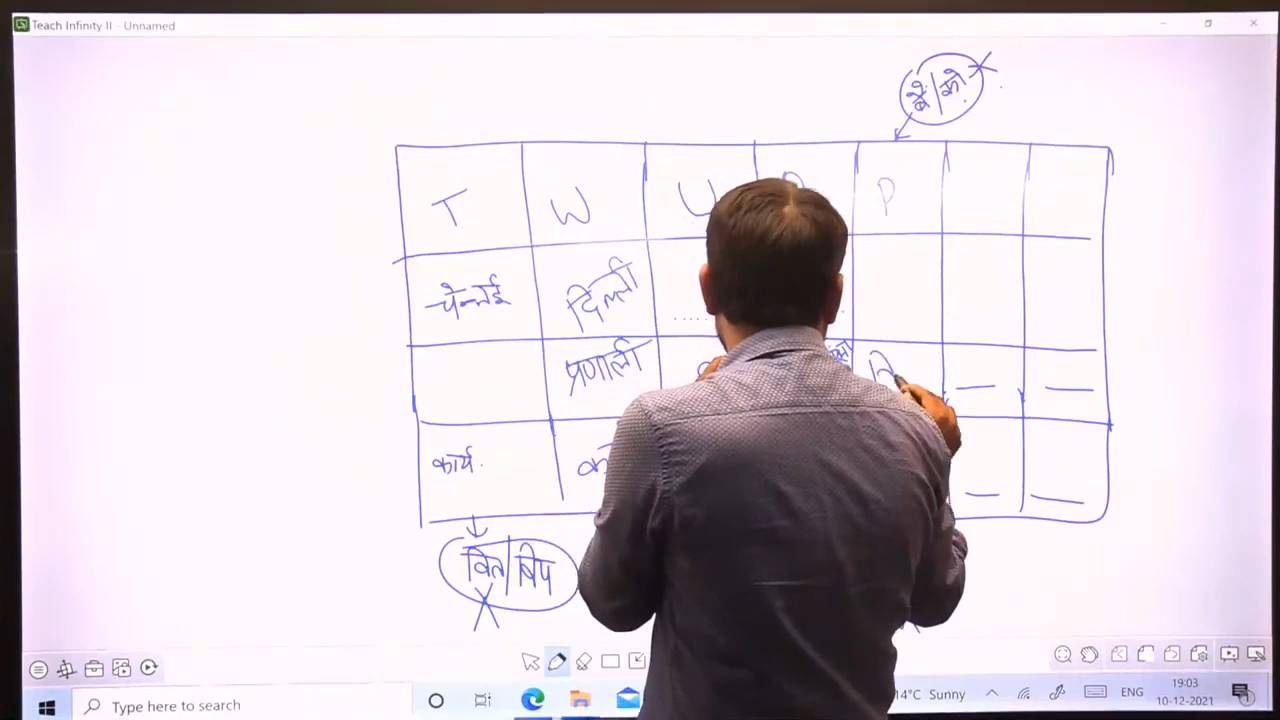 Teach Infinity II - Unnamed
बें/को
T W U P
चेन्नई दिल्ली
प्रणाली
कार्य.
वित/विप
Type here to search
14°C Sunny
ENG
19:03
10-12-2021